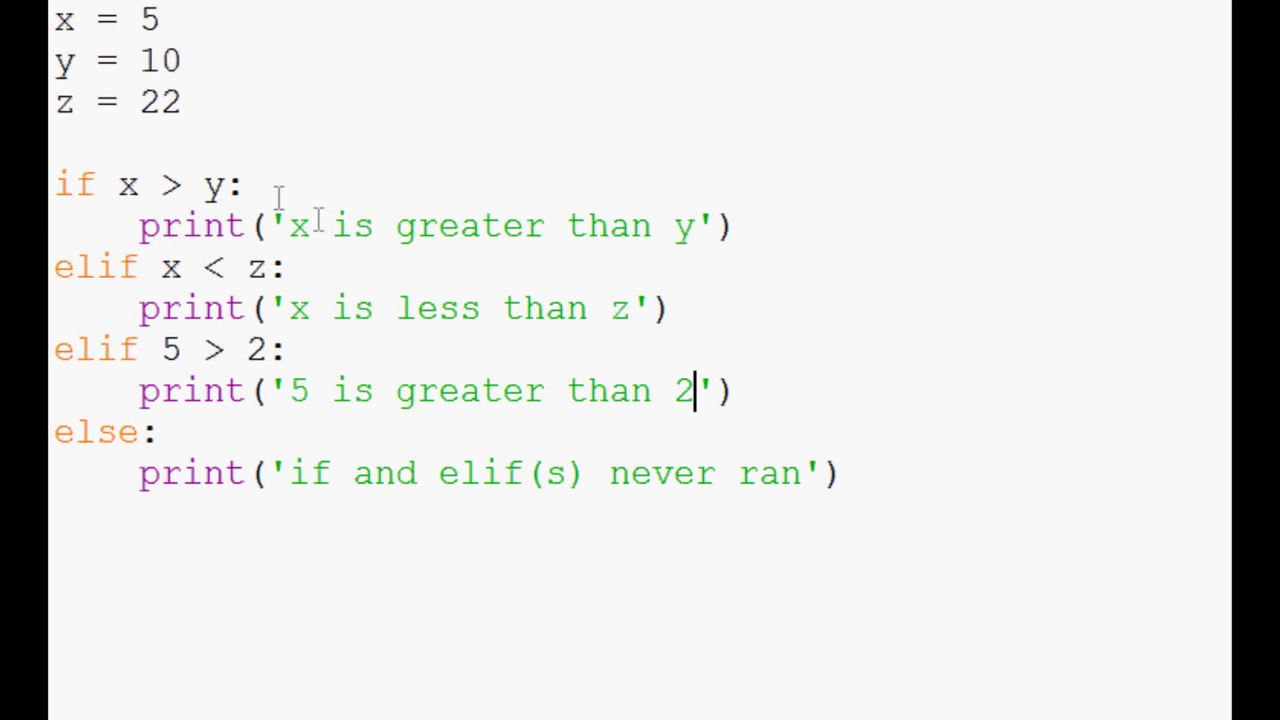 x = 5
y = 10
z = 22
if x > y:
    print('x is greater than y')
elif x < z:
    print('x is less than z')
elif 5 > 2:
    print('5 is greater than 2')
else:
    print('if and elif(s) never ran')